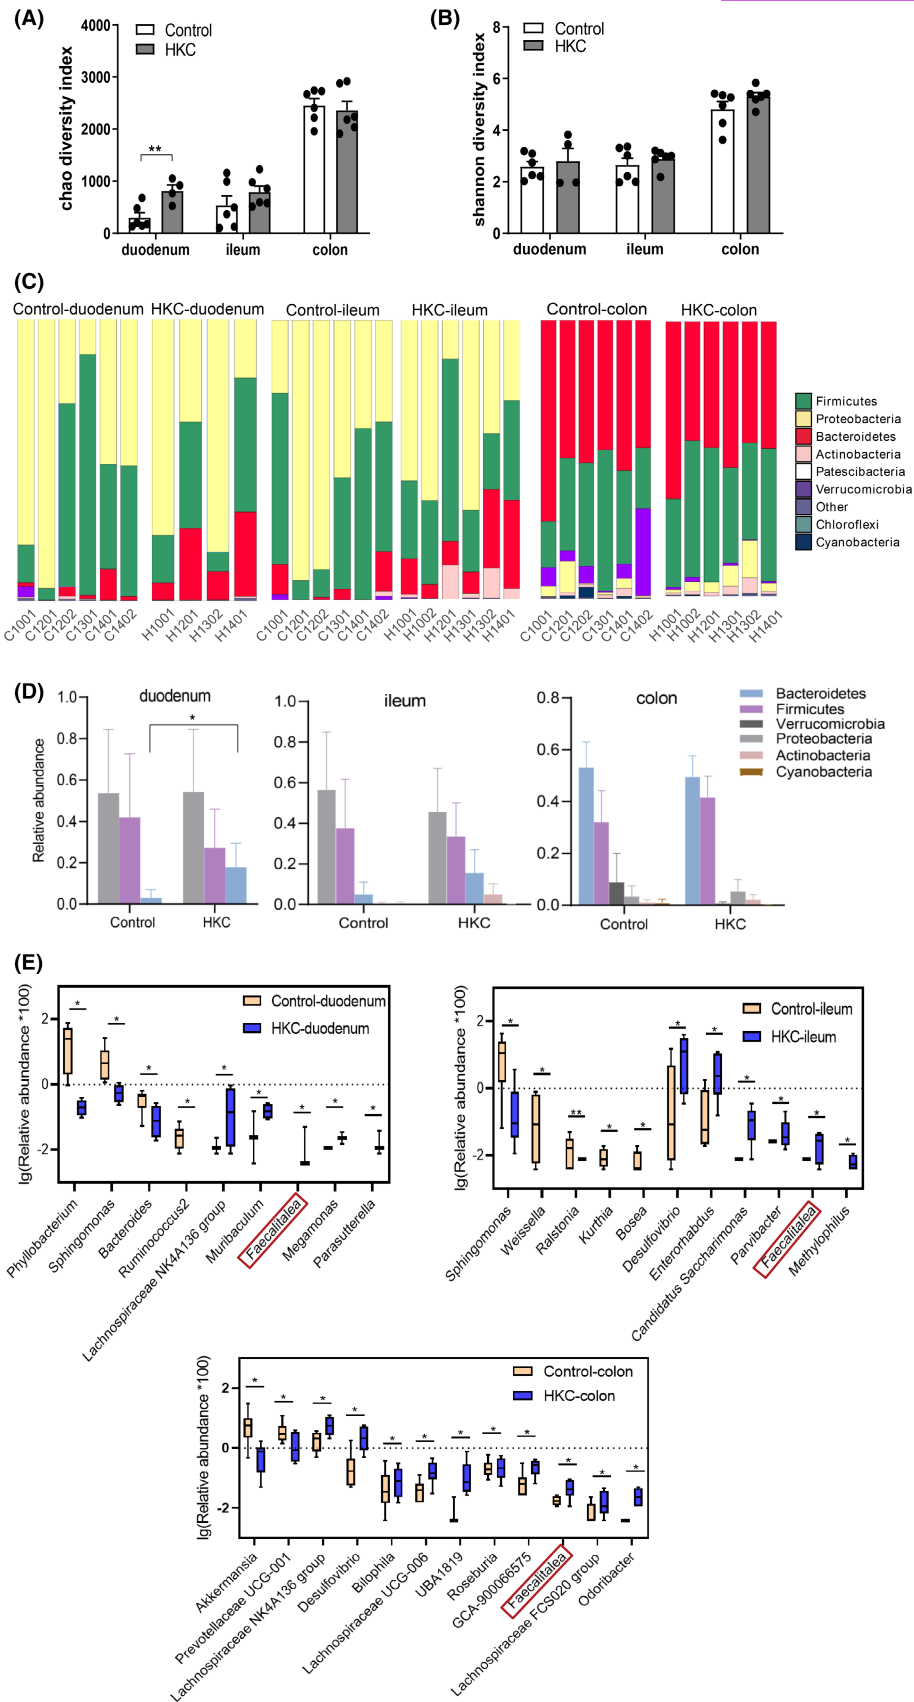 (A)
4000
3000
2000
1000
0
chao diversity index
Control
HKC
**
duodenum
ileum
colon
(B)
8
6
4
2
0
shannon diversity index
Control
HKC
duodenum
ileum
colon
(C)
Control-duodenum
HKC-duodenum
Control-ileum
HKC-ileum
Control-colon
HKC-colon
C1001
C1201
C1202
C1301
C1401
C1402
H1001
H1201
H1302
H1401
C1001
C1201
C1202
C1301
C1401
C1402
H1001
H1002
H1201
H1301
H1302
H1401
C1001
C1201
C1202
C1301
C1401
C1402
H1001
H1002
H1201
H1301
H1302
H1401
Firmicutes
Proteobacteria
Bacteroidetes
Actinobacteria
Patescibacteria
Verrucomicrobia
Other
Chloroflexi
Cyanobacteria
(D)
Relative abundance
duodenum
1.0
0.8
0.6
0.4
0.2
0.0
*
Control
HKC
ileum
1.0
0.8
0.6
0.4
0.2
0.0
Control
HKC
colon
0.8
0.6
0.4
0.2
0.0
Control
HKC
Bacteroidetes
Firmicutes
Verrucomicrobia
Proteobacteria
Actinobacteria
Cyanobacteria
(E)
lg(Relative abundance *100)
2
0
-2
Control-duodenum
HKC-duodenum
* * * * * * * * *
Phyllobacterium
Sphingomonas
Bacteroides
Ruminococcus2
Lachnospiraceae NK4A136 group
Muribaculum
Faecalitalea
Megamonas
Parasutterella
lg(Relative abundance *100)
2
0
-2
Control-ileum
HKC-ileum
* * ** * * * * * * * *
Sphingomonas
Weissella
Ralstonia
Kurthia
Bosea
Desulfovibrio
Enterorhabdus
Candidatus Saccharimonas
Parvibacter
Faecalitalea
Methylophilus
lg(Relative abundance *100)
2
0
-2
Control-colon
HKC-colon
* * * * * * * * * * * *
Akkermansia
Prevotellaceae UCG-001
Lachnospiraceae NK4A136 group
Desulfovibrio
Bilophila
Lachnospiraceae UCG-006
UBA1819
Roseburia
GCA-900066575
Faecalitalea
Lachnospiraceae FCS020 group
Odoribacter